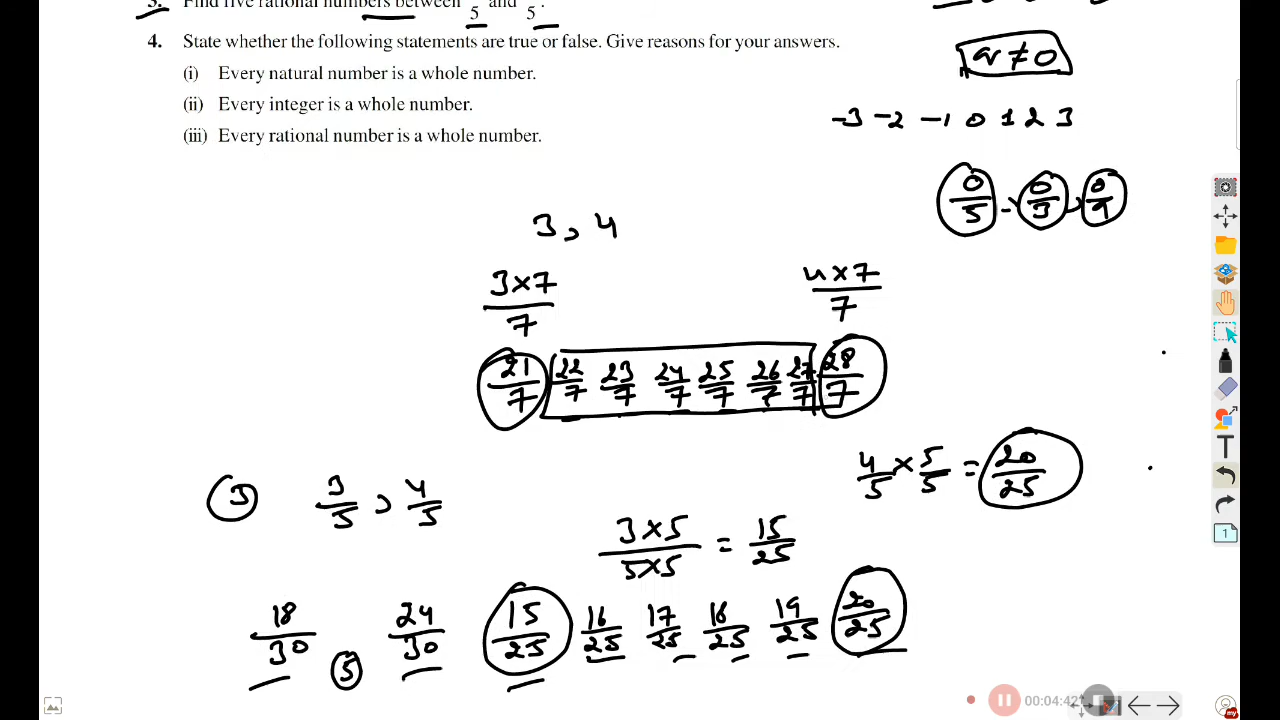 3. Find five rational numbers between 5 and 5.
4. State whether the following statements are true or false. Give reasons for your answers.
(i) Every natural number is a whole number.
(ii) Every integer is a whole number.
(iii) Every rational number is a whole number.
≠0
-3 -2 -1 0 1 2 3
0/5 0/3 , 0/9
3, 4
3×7/7 4×7/7
21/7 22/7 23/7 24/7 25/7 26/7 27/7 28/7
4/5 × 5/5 = 20/25
3 3/5 , 4/5
3×5/5×5 = 15/25
18/30 5 24/30 15/25 16/25 17/25 18/25 19/25 20/25
T
1
00:04:42